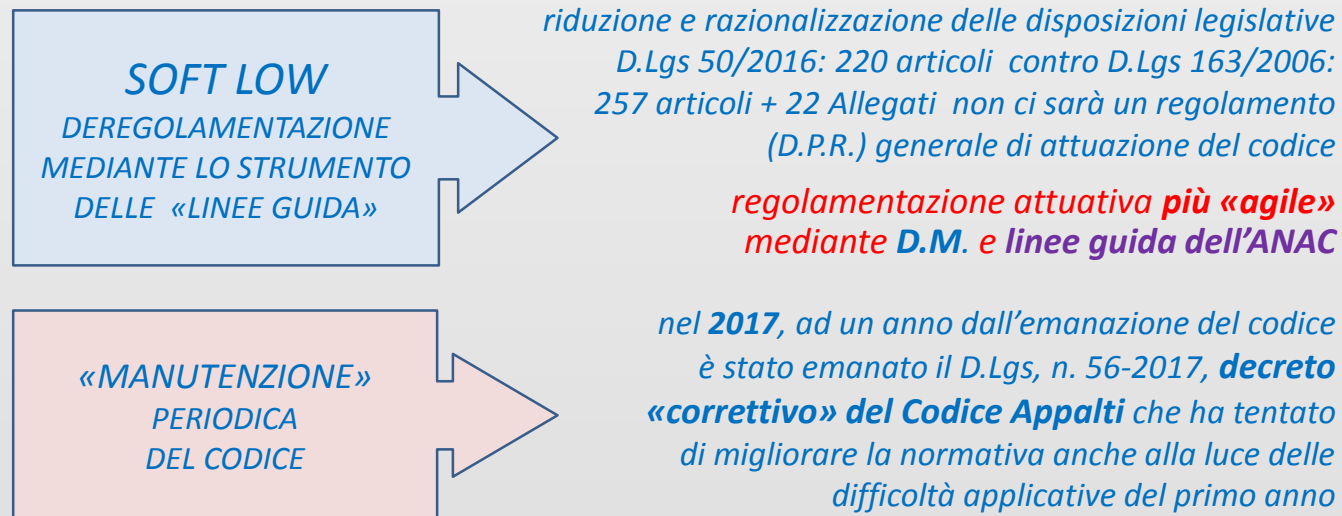 SOFT LOW
DEREGOLAMENTAZIONE
MEDIANTE LO STRUMENTO
DELLE «LINEE GUIDA»
riduzione e razionalizzazione delle disposizioni legislative
D.Lgs 50/2016: 220 articoli contro D.Lgs 163/2006:
257 articoli + 22 Allegati non ci sarà un regolamento
(D.P.R.) generale di attuazione del codice
regolamentazione attuativa più «agile»
mediante D.M. e linee guida dell’ANAC
«MANUTENZIONE»
PERIODICA
DEL CODICE
nel 2017, ad un anno dall’emanazione del codice
è stato emanato il D.Lgs, n. 56-2017, decreto
«correttivo» del Codice Appalti che ha tentato
di migliorare la normativa anche alla luce delle
difficoltà applicative del primo anno